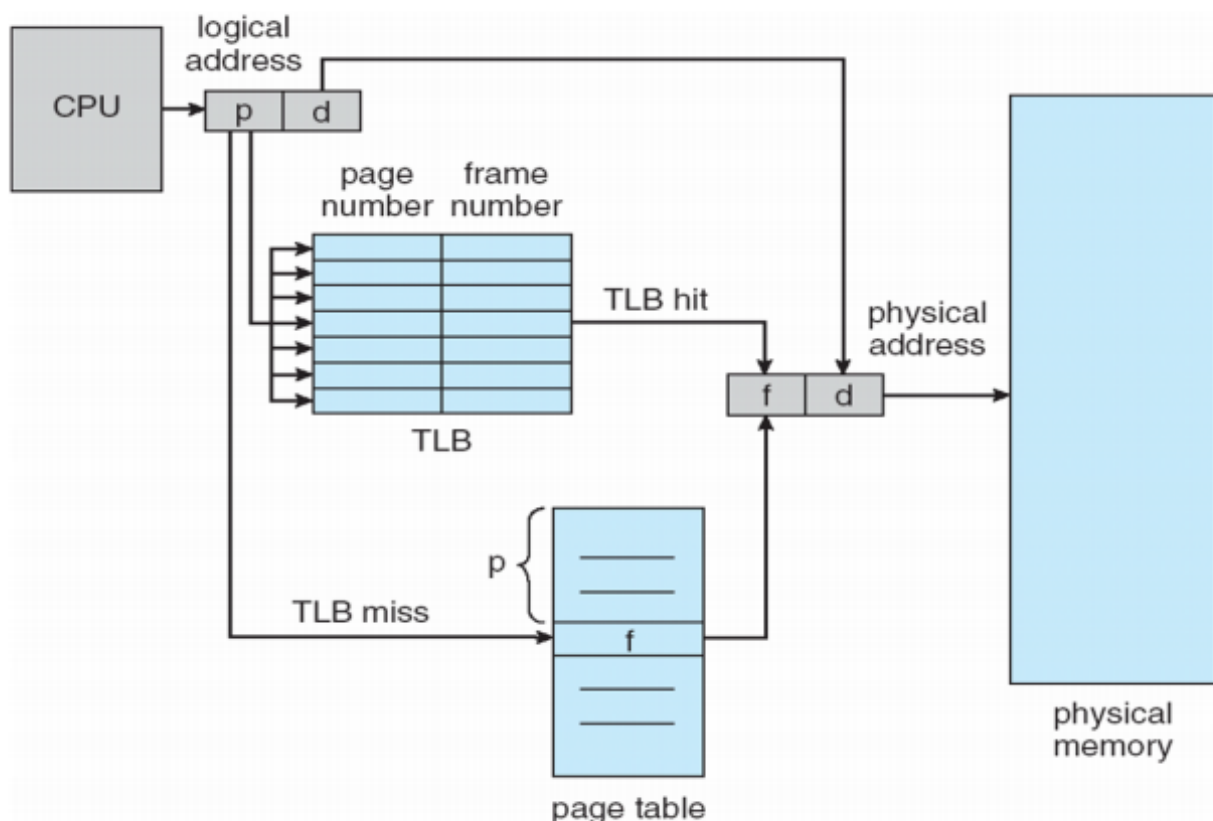 logical
address
CPU
p d
page
number
frame
number
TLB hit
physical
address
f d
TLB
p
TLB miss
f
physical
memory
page table